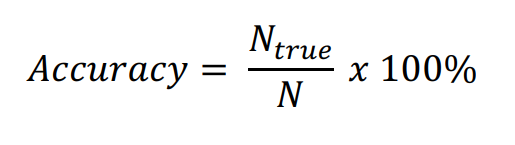 Accuracy = N_true / N x 100%